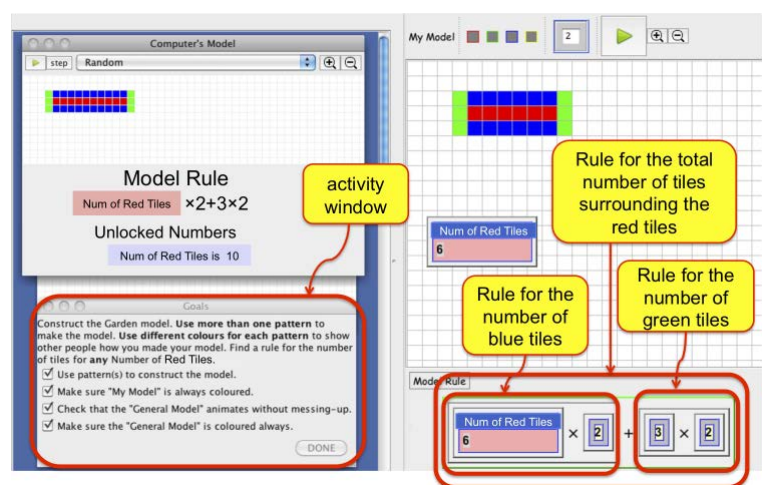 Computer's Model
step
Random
Model Rule
Num of Red Tiles ×2+3×2
Unlocked Numbers
Num of Red Tiles is 10
activity
window
Goals
Construct the Garden model. Use more than one pattern to
make the model. Use different colours for each pattern to show
other people how you made your model. Find a rule for the number
of tiles for any Number of Red Tiles.
Use pattern(s) to construct the model.
Make sure "My Model" is always coloured.
Check that the "General Model" animates without messing-up.
Make sure the "General Model" is coloured always.
DONE
My Model
2
Rule for the total
number of tiles
surrounding the
red tiles
Num of Red Tiles
6
Rule for the
number of
blue tiles
Rule for the
number of
green tiles
Model Rule
Num of Red Tiles
6 × 2 + 3 × 2